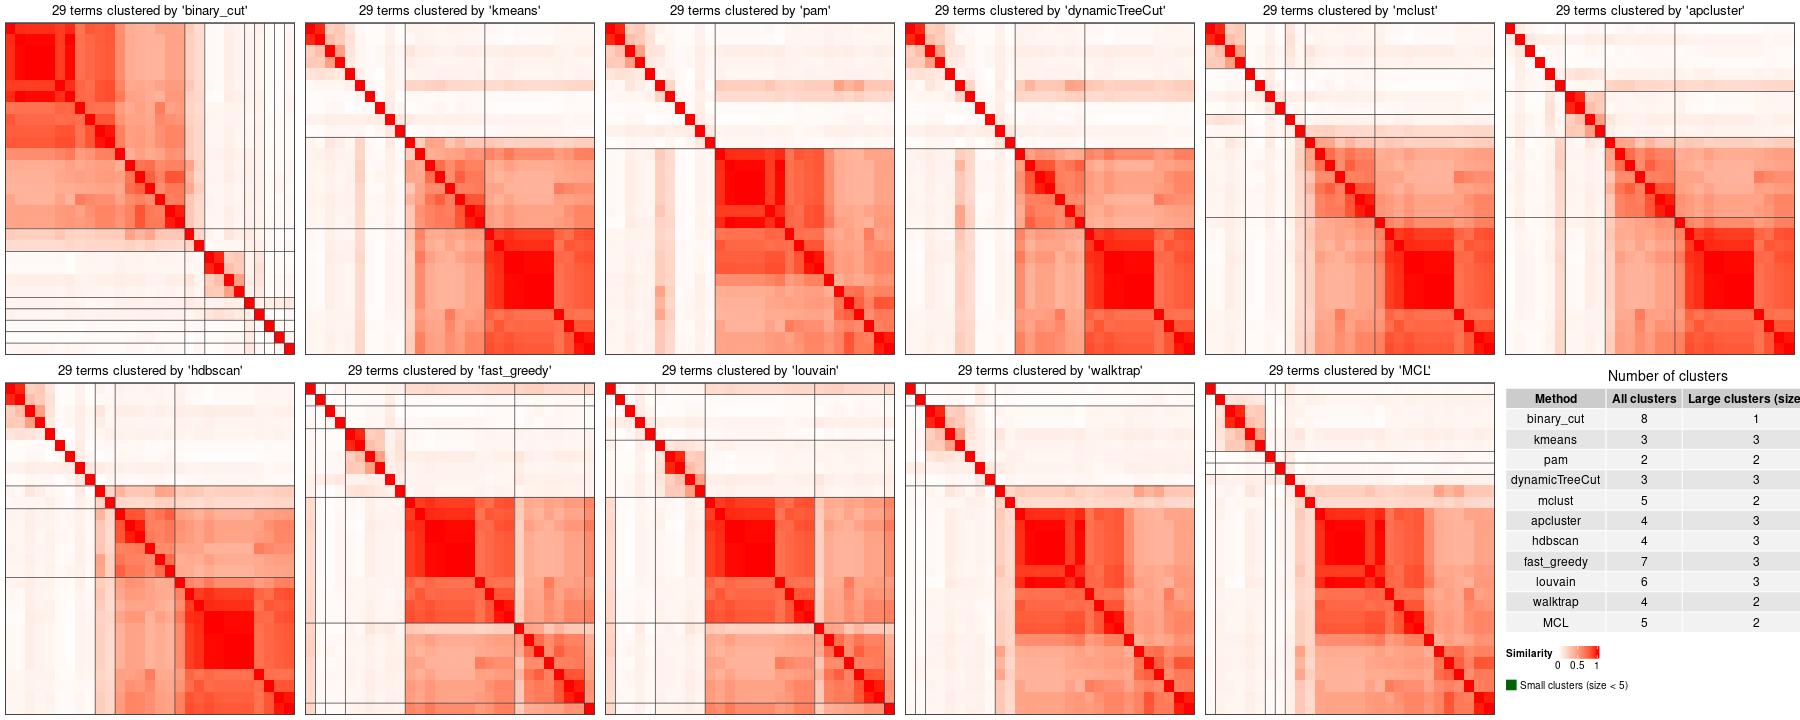 29 terms clustered by 'binary_cut'
29 terms clustered by 'kmeans'
29 terms clustered by 'pam'
29 terms clustered by 'dynamicTreeCut'
29 terms clustered by 'mclust'
29 terms clustered by 'apcluster'
29 terms clustered by 'hdbscan'
29 terms clustered by 'fast_greedy'
29 terms clustered by 'louvain'
29 terms clustered by 'walktrap'
29 terms clustered by 'MCL'
Number of clusters
Method All clusters Large clusters (size
binary_cut 8 1
kmeans 3 3
pam 2 2
dynamicTreeCut 3 3
mclust 5 2
apcluster 4 3
hdbscan 4 3
fast_greedy 7 3
louvain 6 3
walktrap 4 2
MCL 5 2
Similarity
0 0.5 1
Small clusters (size < 5)